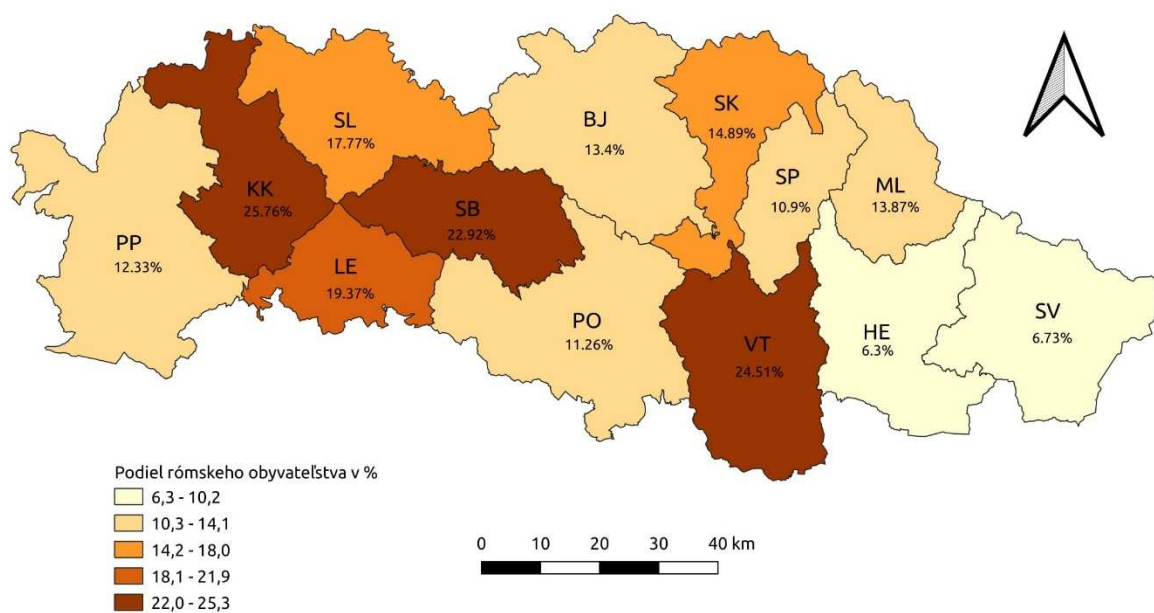 SL
17.77%
BJ
13.4%
SK
14.89%
SP
10.9%
ML
13.87%
KK
25.76%
SB
22.92%
PP
12.33%
LE
19.37%
PO
11.26%
VT
24.51%
HE
6.3%
SV
6.73%
Podiel rómskeho obyvateľstva v %
6,3 - 10,2
10,3 - 14,1
14,2 - 18,0
18,1 - 21,9
22,0 - 25,3
0 10 20 30 40 km